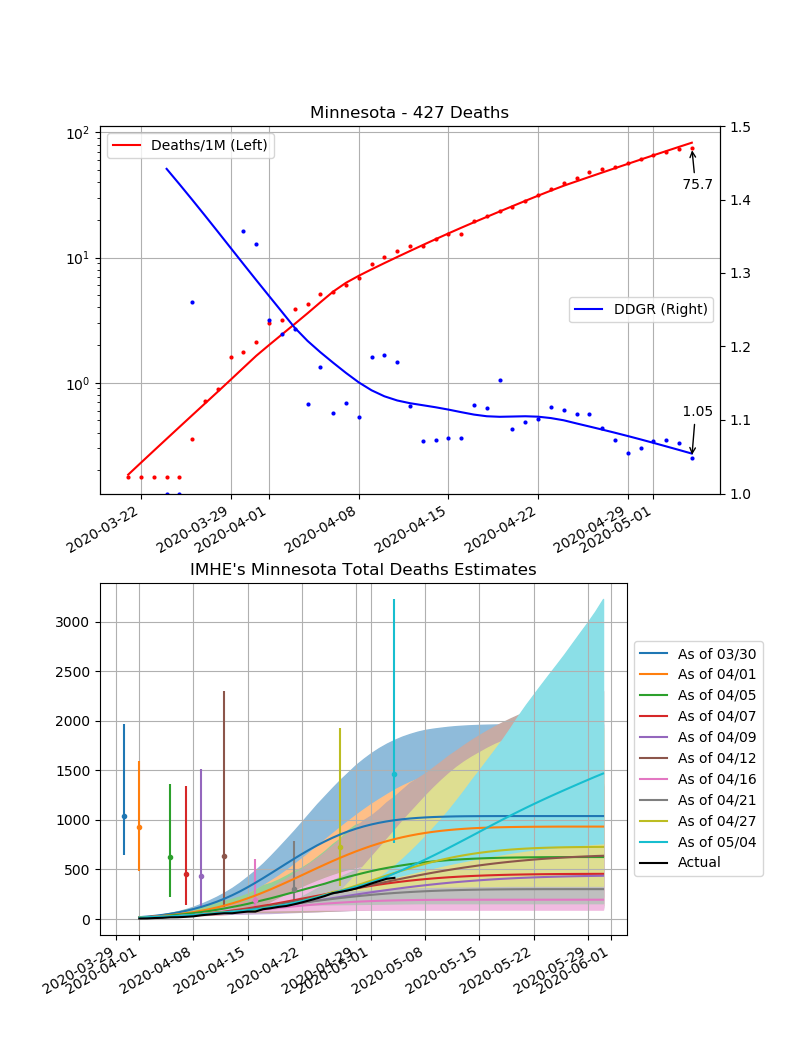 Minnesota - 427 Deaths
10²
10¹
10⁰
Deaths/1M (Left)
1.5
1.4
1.3
1.2
1.1
1.0
75.7
DDGR (Right)
1.05
2020-03-22
2020-03-29
2020-04-01
2020-04-08
2020-04-15
2020-04-22
2020-04-29
2020-05-01
IMHE's Minnesota Total Deaths Estimates
3000
2500
2000
1500
1000
500
0
As of 03/30
As of 04/01
As of 04/05
As of 04/07
As of 04/09
As of 04/12
As of 04/16
As of 04/21
As of 04/27
As of 05/04
Actual
2020-03-29
2020-04-01
2020-04-08
2020-04-15
2020-04-22
2020-04-29
2020-05-01
2020-05-08
2020-05-15
2020-05-22
2020-05-29
2020-06-01